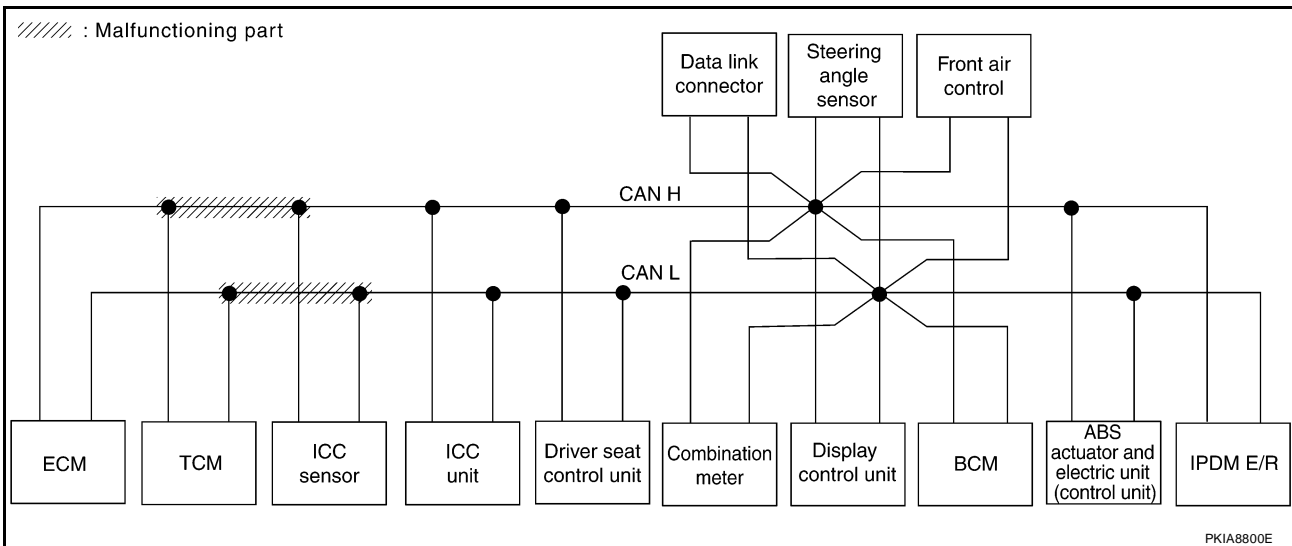 : Malfunctioning part
Data link
connector
Steering
angle
sensor
Front air
control
CAN H
CAN L
ECM
TCM
ICC
sensor
ICC
unit
Driver seat
control unit
Combination
meter
Display
control unit
BCM
ABS
actuator and
electric unit
(control unit)
IPDM E/R
PKIA8800E